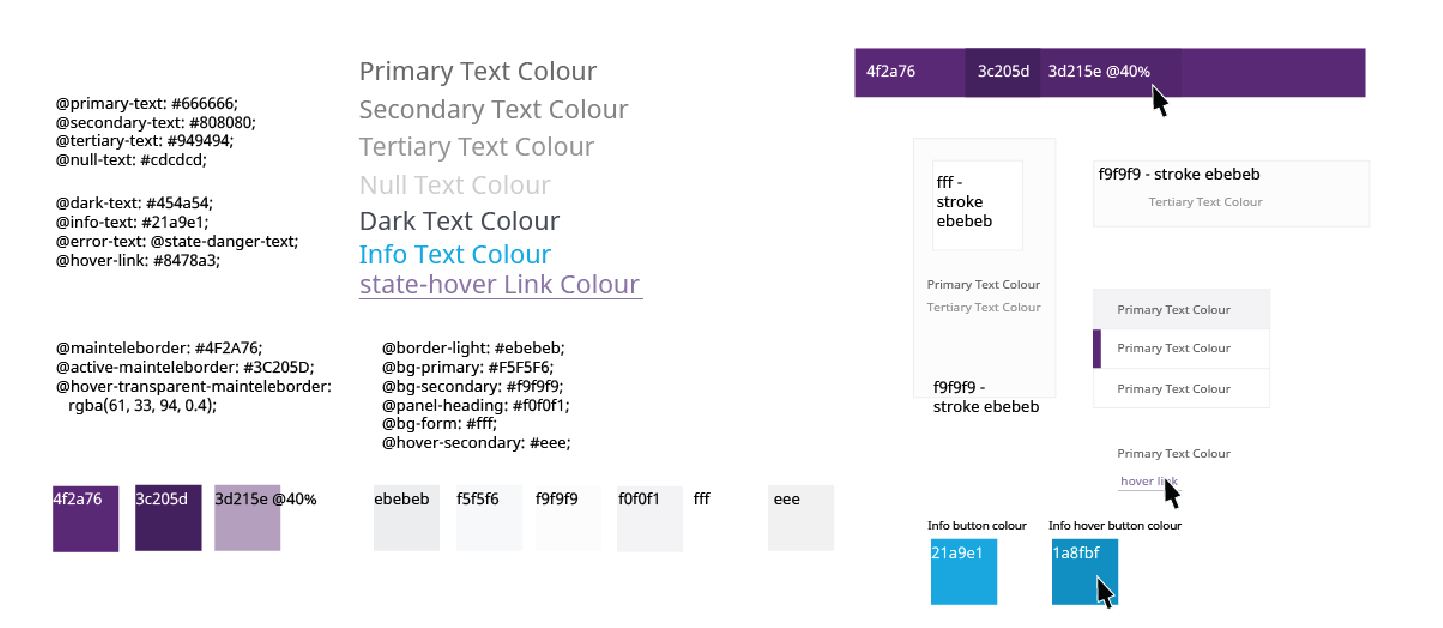 @primary-text: #666666;
@secondary-text: #808080;
@tertiary-text: #949494;
@null-text: #cdcdcd;
@dark-text: #454a54;
@info-text: #21a9e1;
@error-text: @state-danger-text;
@hover-link: #8478a3;
Primary Text Colour
Secondary Text Colour
Tertiary Text Colour
Null Text Colour
Dark Text Colour
Info Text Colour
state-hover Link Colour
@mainteleborder: #4F2A76;
@active-mainteleborder: #3C205D;
@hover-transparent-mainteleborder:
rgba(61, 33, 94, 0.4);
@border-light: #ebebeb;
@bg-primary: #F5F5F6;
@bg-secondary: #f9f9f9;
@panel-heading: #f0f0f1;
@bg-form: #fff;
@hover-secondary: #eee;
4f2a76
3c205d
3d215e @40%
ebebeb
f5f5f6
f9f9f9
f0f0f1
fff
eee
4f2a76
3c205d
3d215e @40%
fff -
stroke
ebebeb
Primary Text Colour
Tertiary Text Colour
f9f9f9 -
stroke ebebeb
f9f9f9 - stroke ebebeb
Tertiary Text Colour
Primary Text Colour
Primary Text Colour
Primary Text Colour
Primary Text Colour
hover link
Info button colour
21a9e1
Info hover button colour
1a8fbf